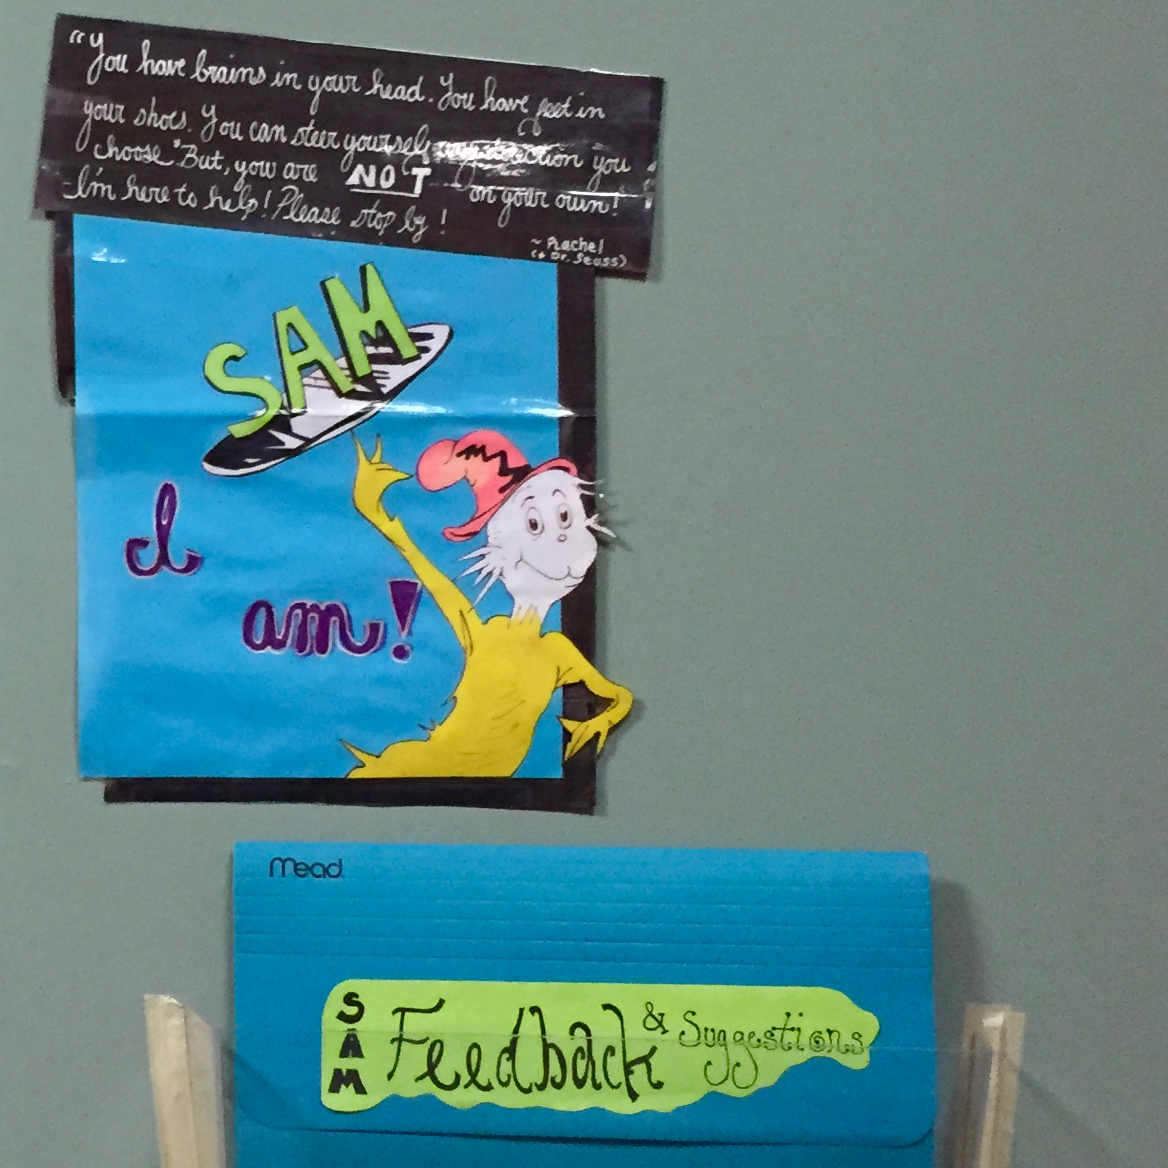 "You have brains in your head. You have feet in
your shoes. You can steer yourself any direction you
choose" But, you are NOT on your own!
I'm here to help! Please stop by!
~ Rachel
(+ Dr. Seuss)
SAM
I
am!
Mead
SAM Feedback & Suggestions